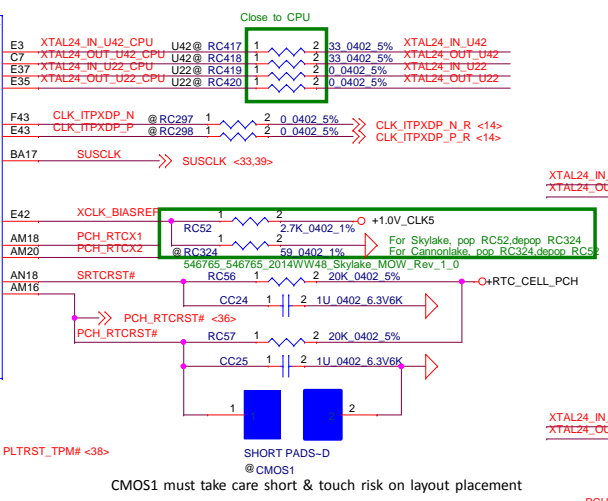 Close to CPU
E3 XTAL24_IN_U42_CPU U42@ RC417 1 2 33_0402_5% XTAL24_IN_U42
C7 XTAL24_OUT_U42_CPU U42@ RC418 1 2 33_0402_5% XTAL24_OUT_U42
E37 XTAL24_IN_U22_CPU U22@ RC419 1 2 0_0402_5% XTAL24_IN_U22
E35 XTAL24_OUT_U22_CPU U22@ RC420 1 2 0_0402_5% XTAL24_OUT_U22
F43 CLK_ITPXDP_N @ RC297 1 2 0_0402_5% CLK_ITPXDP_N_R <14>
E43 CLK_ITPXDP_P @ RC298 1 2 0_0402_5% CLK_ITPXDP_P_R <14>
BA17 SUSCLK SUSCLK <33,39>
XTAL24_IN
XTAL24_OU
E42 XCLK_BIASREF 1 2 +1.0V_CLK5
RC52 2.7K_0402_1%
AM18 PCH_RTCX1 1 2 For Skylake, pop RC52,depop RC324
AM20 PCH_RTCX2 @ RC324 59_0402_1% For Cannonlake, pop RC324,depop RC52
546765_546765_2014WW48_Skylake_MOW_Rev_1_0
AN18 SRTCRST# RC56 1 2 20K_0402_5% +RTC_CELL_PCH
AM16
CC24 1 2 1U_0402_6.3V6K
PCH_RTCRST# <36>
PCH_RTCRST# RC57 1 2 20K_0402_5%
CC25 1 2 1U_0402_6.3V6K
1 2
XTAL24_IN
XTAL24_OU
PLTRST_TPM# <38>
SHORT PADS~D
@ CMOS1
CMOS1 must take care short & touch risk on layout placement